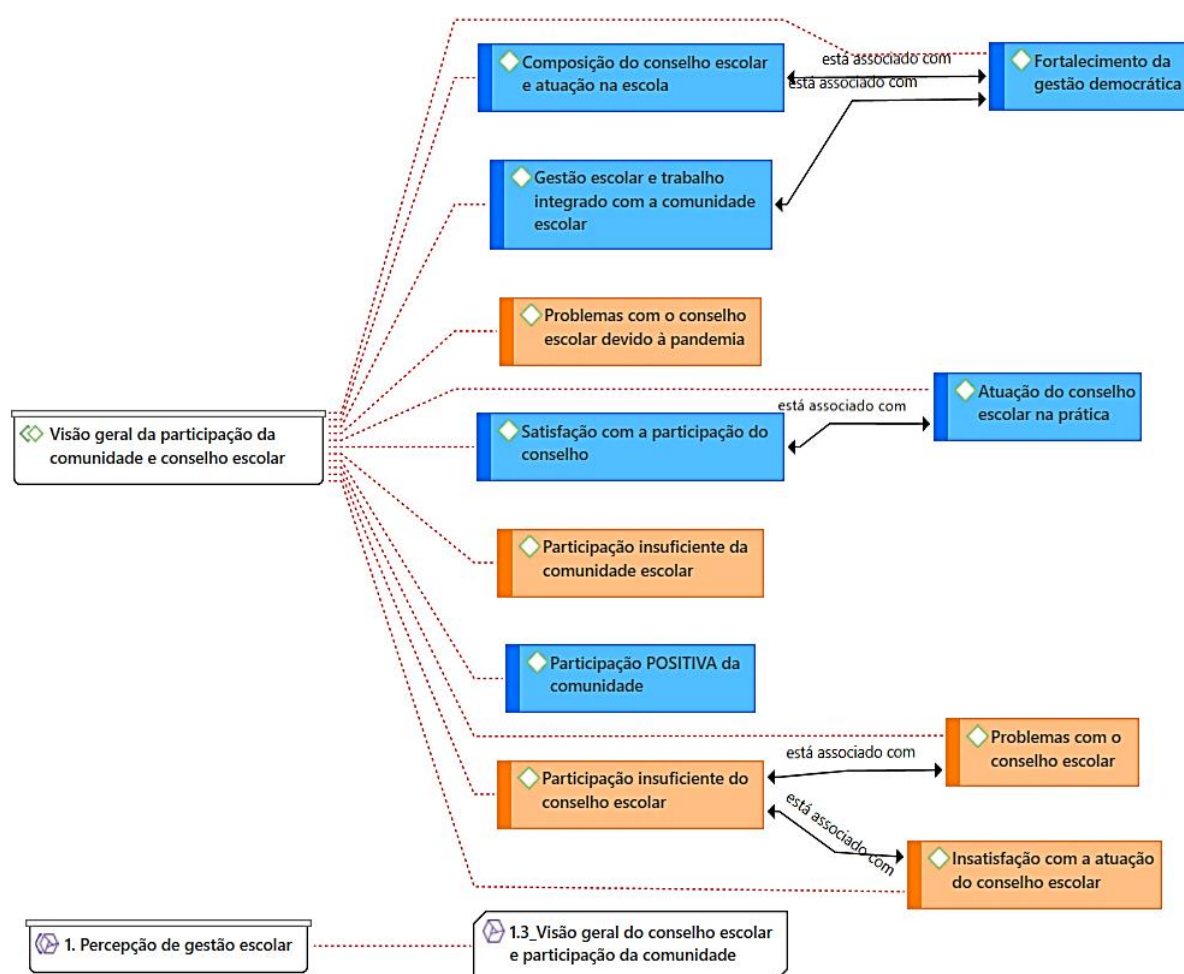 Composição do conselho escolar
e atuação na escola
está associado com
está associado com
Fortalecimento da
gestão democrática
Gestão escolar e trabalho
integrado com a comunidade
escolar
Problemas com o conselho
escolar devido à pandemia
Visão geral da participação da
comunidade e conselho escolar
Satisfação com a participação do
conselho
está associado com
Atuação do conselho
escolar na prática
Participação insuficiente da
comunidade escolar
Participação POSITIVA da
comunidade
Participação insuficiente do
conselho escolar
está associado com
Problemas com o
conselho escolar
está associado com
Insatisfação com a atuação
do conselho escolar
1. Percepção de gestão escolar
1.3_Visão geral do conselho escolar
e participação da comunidade